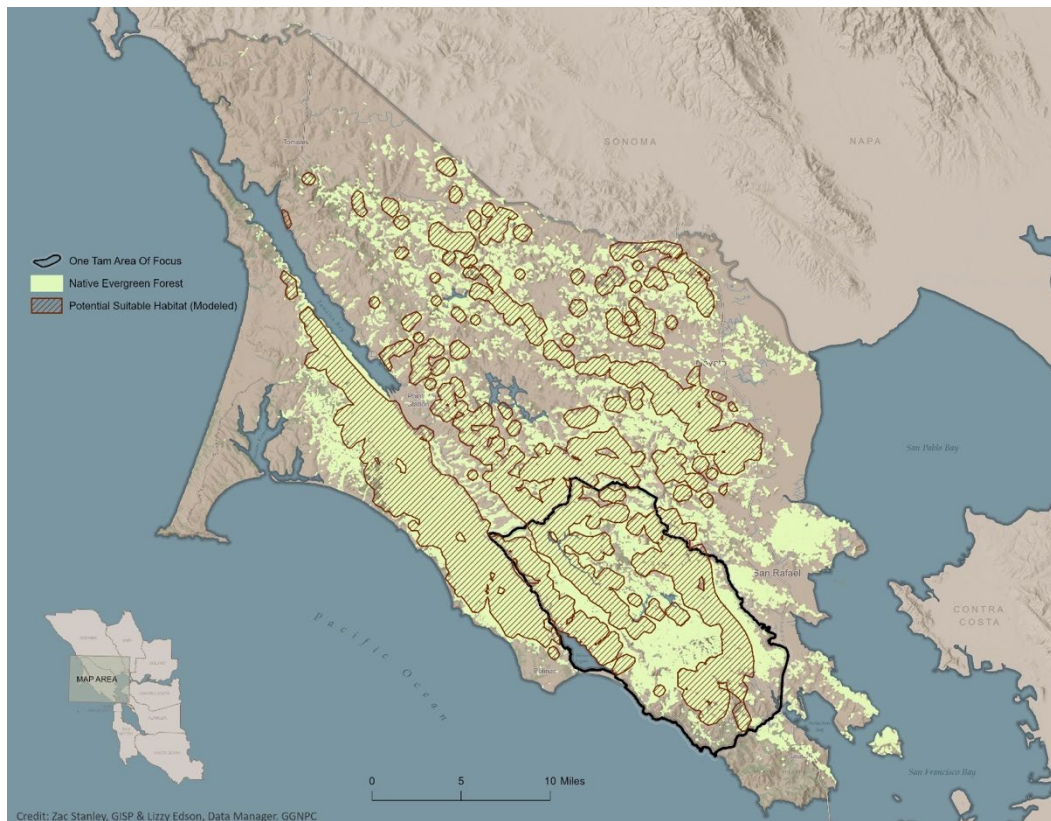 SONOMA
NAPA
Tomales
One Tam Area Of Focus
Native Evergreen Forest
Potential Suitable Habitat (Modeled)
San Pablo Bay
San Rafael
CONTRA
COSTA
Pacific Ocean
MAP AREA
0 5 10 Miles
San Francisco Bay
Credit: Zac Stanley, GISP & Lizzy Edson, Data Manager. GGNPC